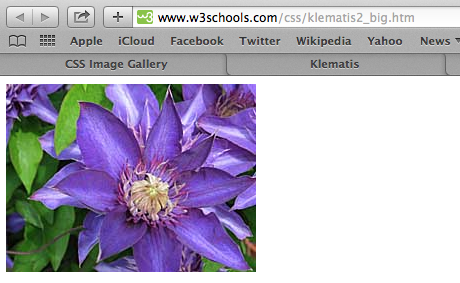 www.w3schools.com/css/klematis2_big.htm
Apple iCloud Facebook Twitter Wikipedia Yahoo News
CSS Image Gallery Klematis